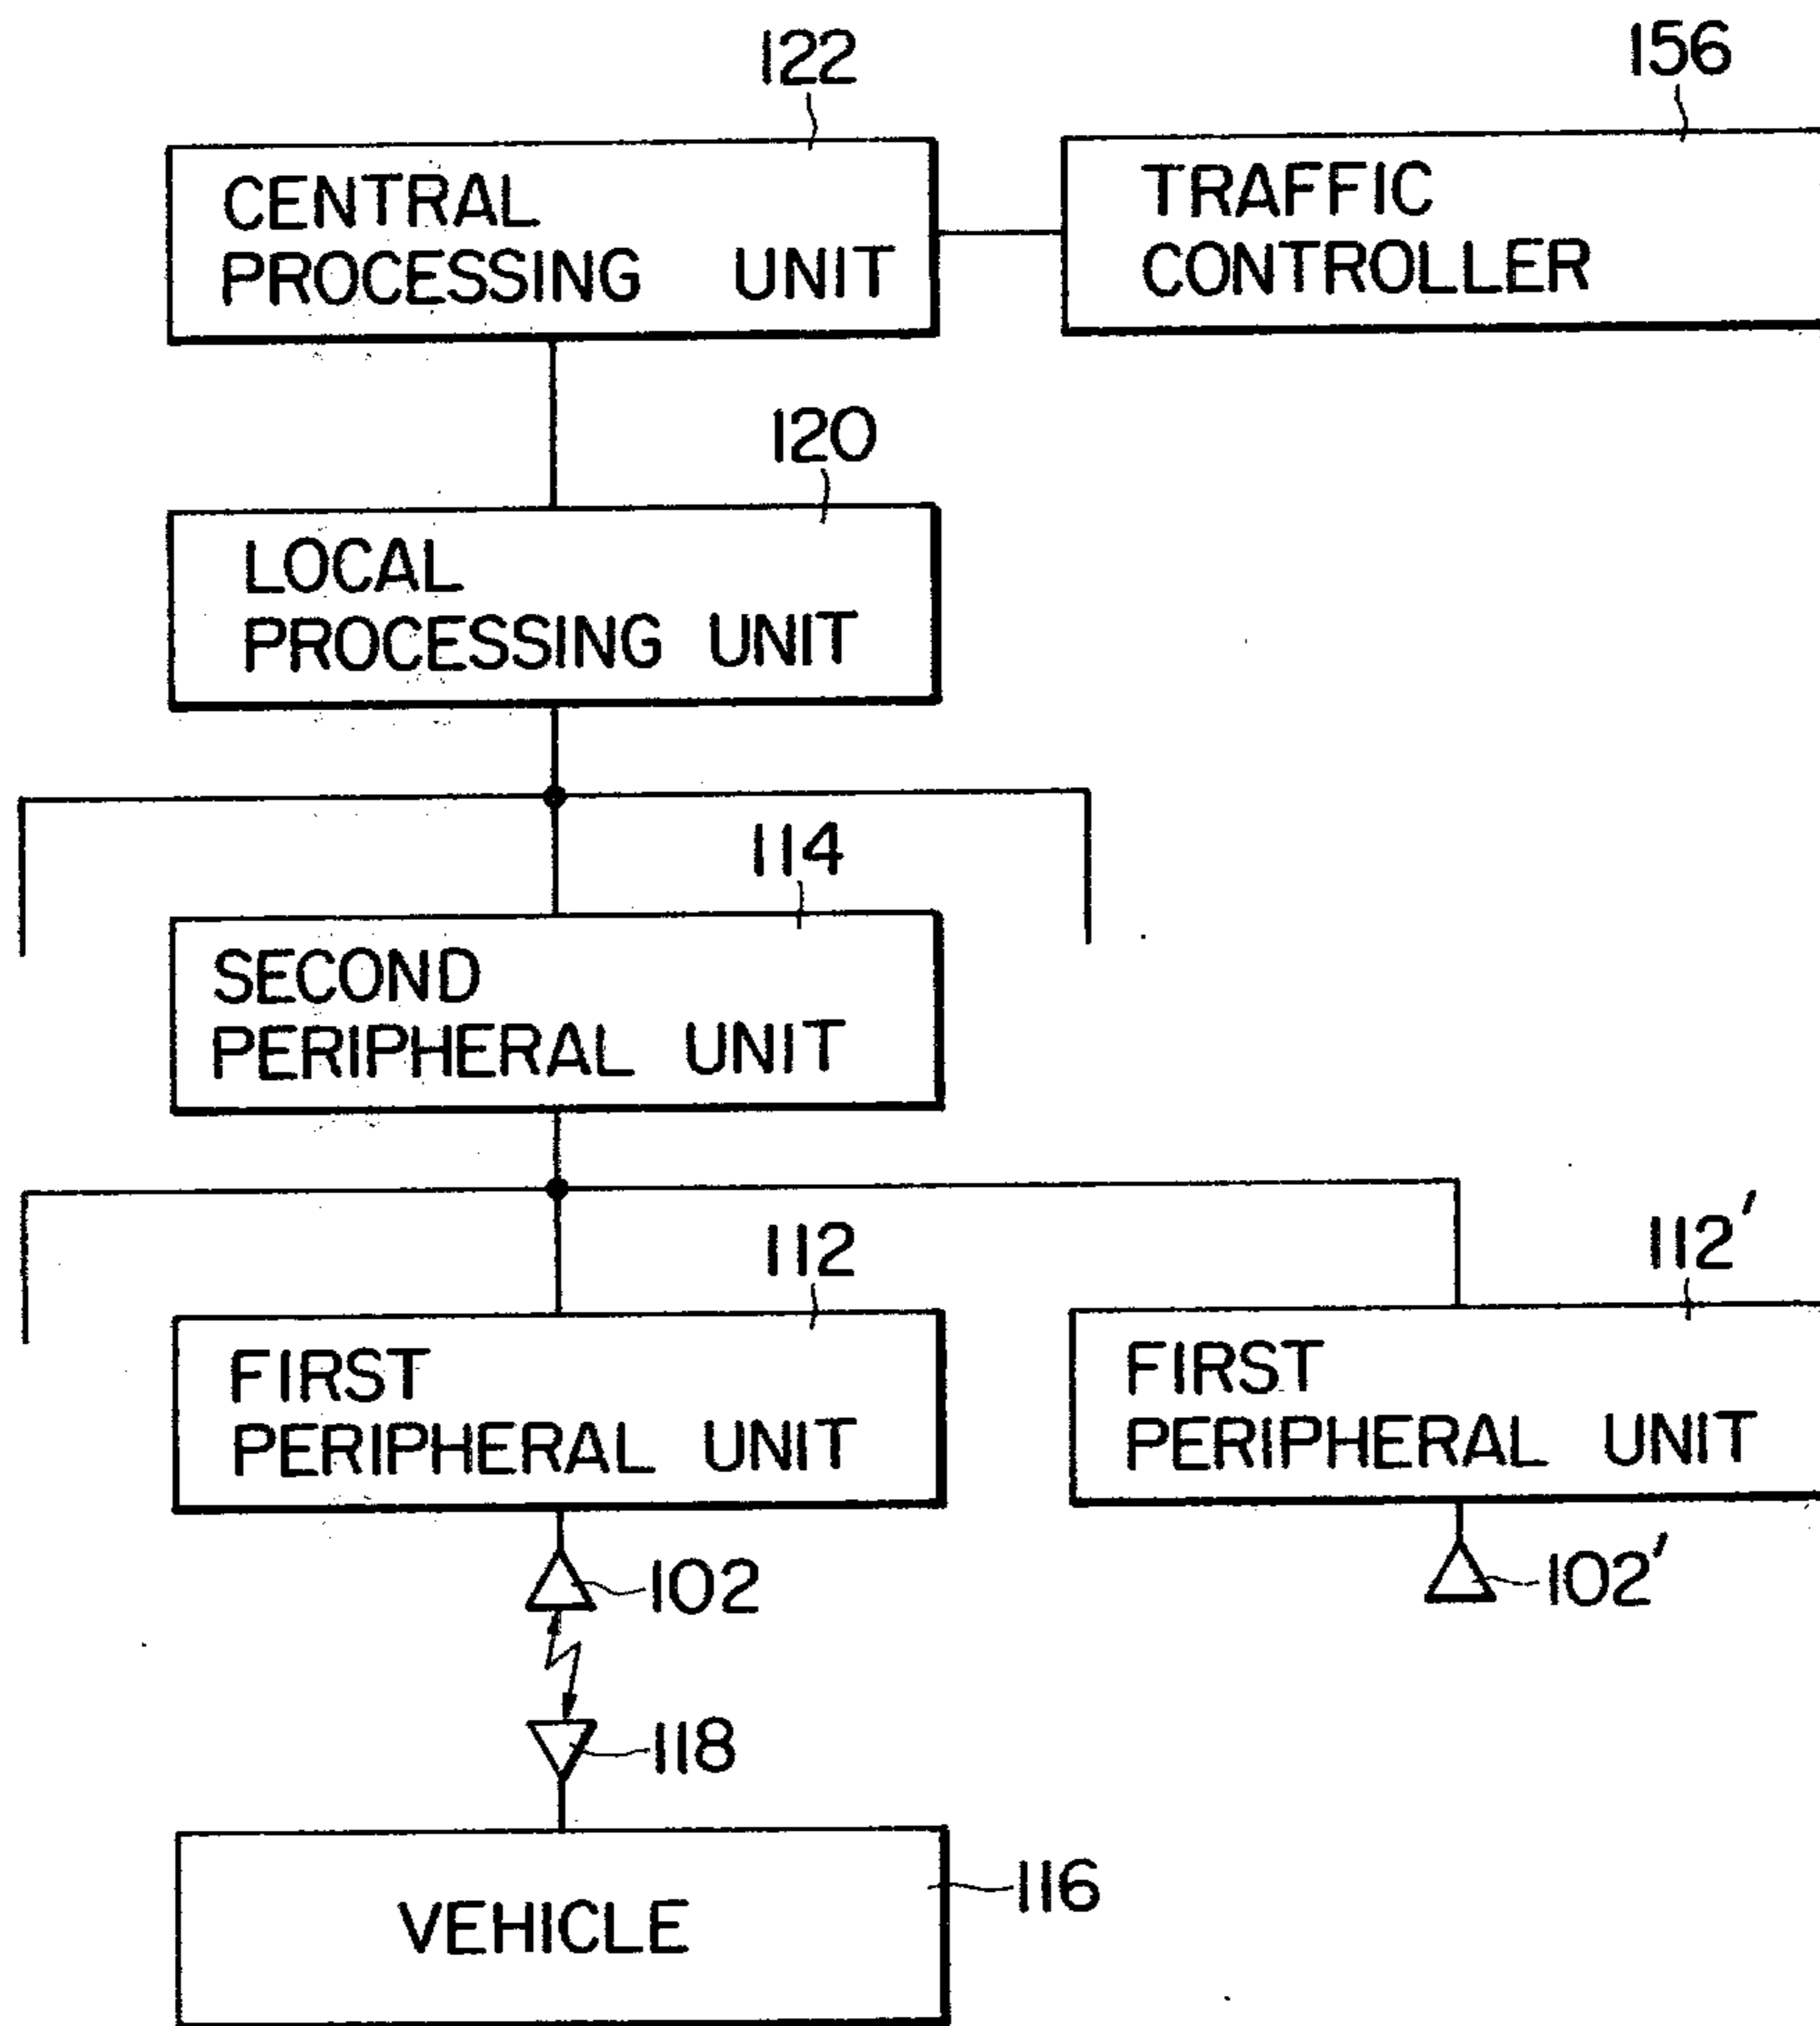 122
156
CENTRAL
PROCESSING UNIT
TRAFFIC
CONTROLLER
120
LOCAL
PROCESSING UNIT
114
SECOND
PERIPHERAL UNIT
112
112'
FIRST
PERIPHERAL UNIT
FIRST
PERIPHERAL UNIT
102
102'
118
VEHICLE
116